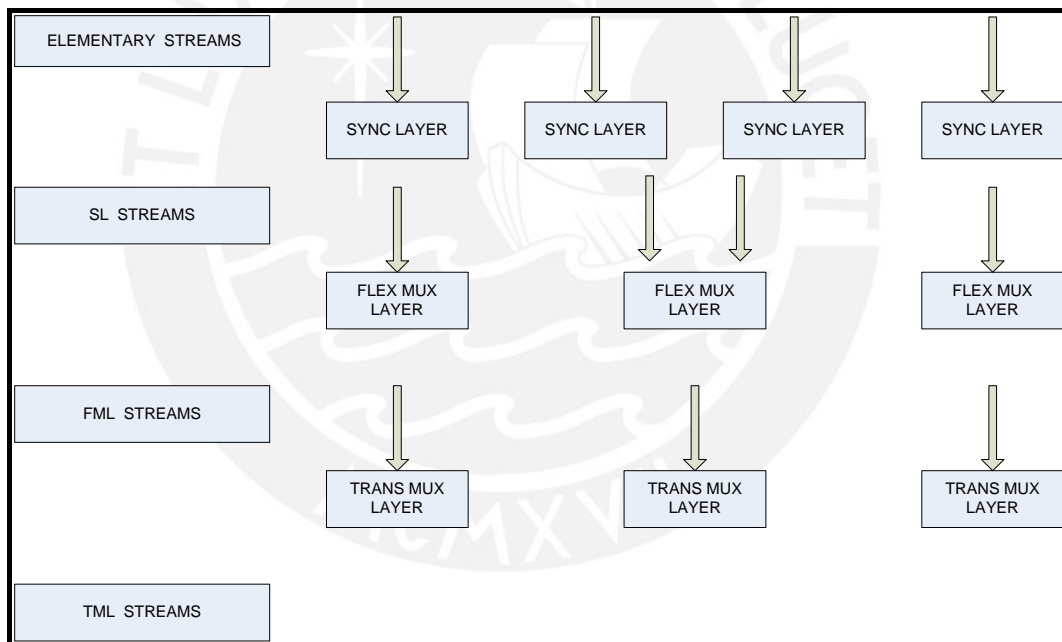 ELEMENTARY STREAMS
SYNC LAYER
SYNC LAYER
SYNC LAYER
SYNC LAYER
SL STREAMS
FLEX MUX
LAYER
FLEX MUX
LAYER
FLEX MUX
LAYER
FML STREAMS
TRANS MUX
LAYER
TRANS MUX
LAYER
TRANS MUX
LAYER
TML STREAMS